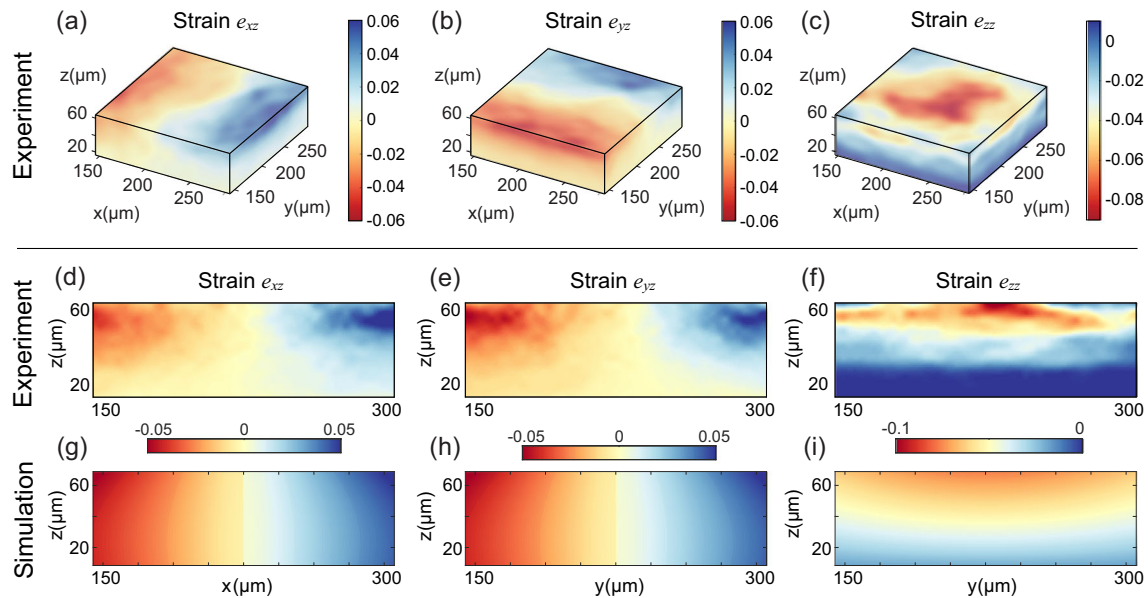 (a) Strain exz (b) Strain eyz (c) Strain ezz
Experiment
z(μm) 60 20 150 200 250 x(μm) 150 200 250 y(μm) 0.06 0.04 0.02 0 -0.02 -0.04 -0.06
z(μm) 60 20 150 200 250 x(μm) 150 200 250 y(μm) 0.06 0.04 0.02 0 -0.02 -0.04 -0.06
z(μm) 60 20 150 200 250 x(μm) 150 200 250 y(μm) 0 -0.02 -0.04 -0.06 -0.08
(d) Strain exz (e) Strain eyz (f) Strain ezz
Experiment
z(μm) 60 20 150 300
z(μm) 60 20 150 300
z(μm) 60 20 150 300
(g) -0.05 0 0.05 (h) -0.05 0 0.05 (i) -0.1 0
Simulation
z(μm) 60 20 150 x(μm) 300
z(μm) 60 20 150 y(μm) 300
z(μm) 60 20 150 y(μm) 300